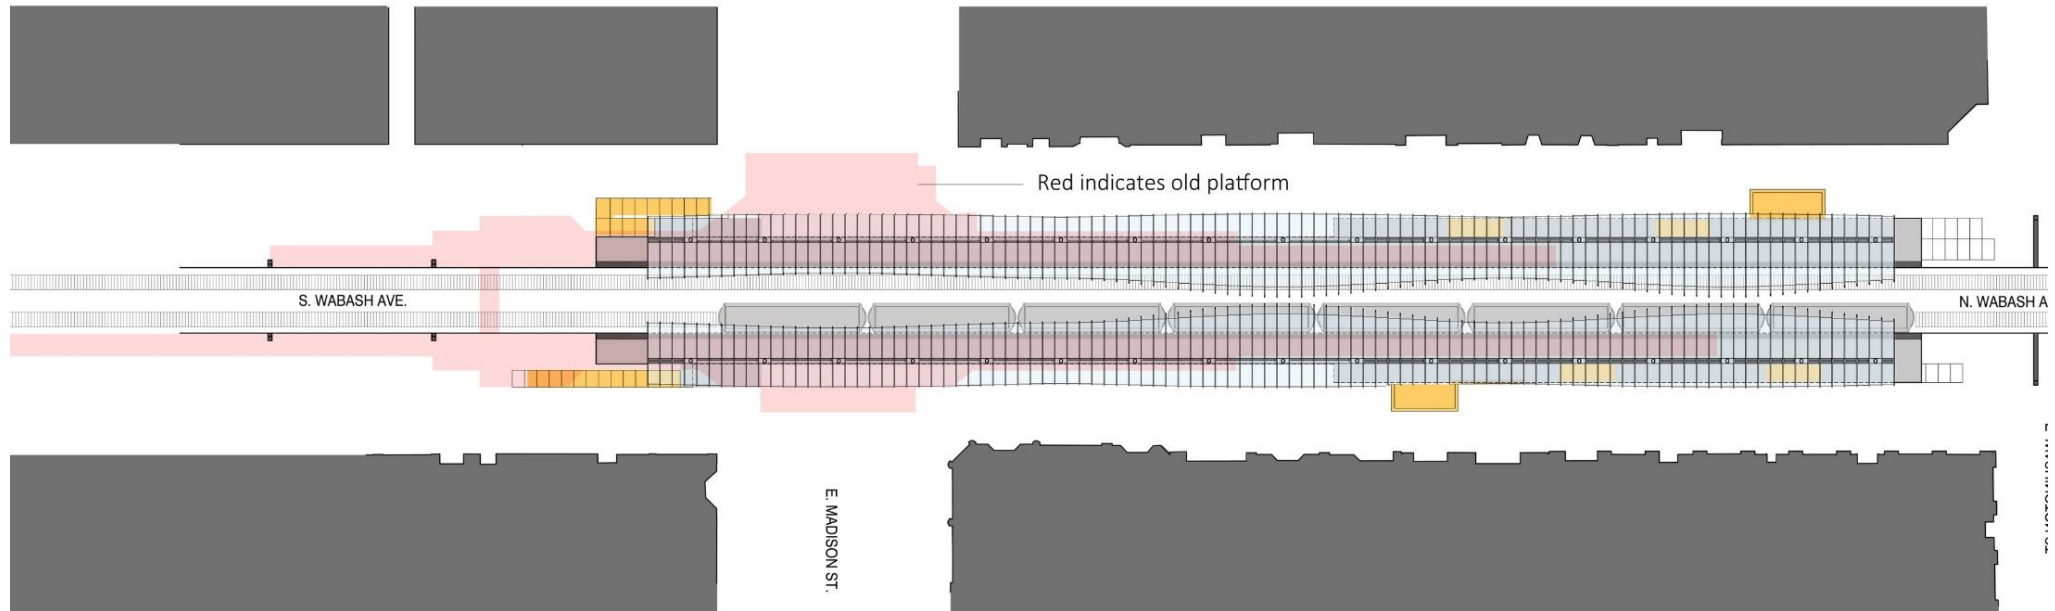 Red indicates old platform
S. WABASH AVE.
N. WABASH A
E. MADISON ST.